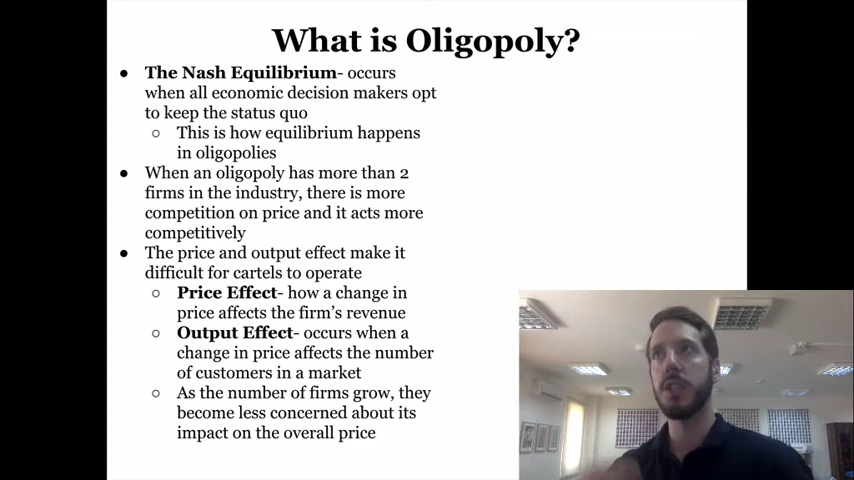 What is Oligopoly?
● The Nash Equilibrium- occurs
when all economic decision makers opt
to keep the status quo
○ This is how equilibrium happens
in oligopolies
● When an oligopoly has more than 2
firms in the industry, there is more
competition on price and it acts more
competitively
● The price and output effect make it
difficult for cartels to operate
○ Price Effect- how a change in
price affects the firm's revenue
○ Output Effect- occurs when a
change in price affects the number
of customers in a market
○ As the number of firms grow, they
become less concerned about its
impact on the overall price